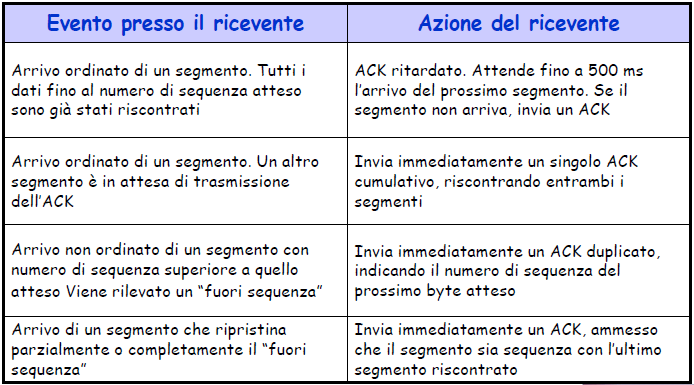 Evento presso il ricevente
Azione del ricevente
Arrivo ordinato di un segmento. Tutti i
dati fino al numero di sequenza atteso
sono già stati riscontrati
ACK ritardato. Attende fino a 500 ms
l'arrivo del prossimo segmento. Se il
segmento non arriva, invia un ACK
Arrivo ordinato di un segmento. Un altro
segmento è in attesa di trasmissione
dell'ACK
Invia immediatamente un singolo ACK
cumulativo, riscontrando entrambi i
segmenti
Arrivo non ordinato di un segmento con
numero di sequenza superiore a quello
atteso Viene rilevato un “fuori sequenza”
Invia immediatamente un ACK duplicato,
indicando il numero di sequenza del
prossimo byte atteso
Arrivo di un segmento che ripristina
parzialmente o completamente il “fuori
sequenza”
Invia immediatamente un ACK, ammesso
che il segmento sia sequenza con l'ultimo
segmento riscontrato